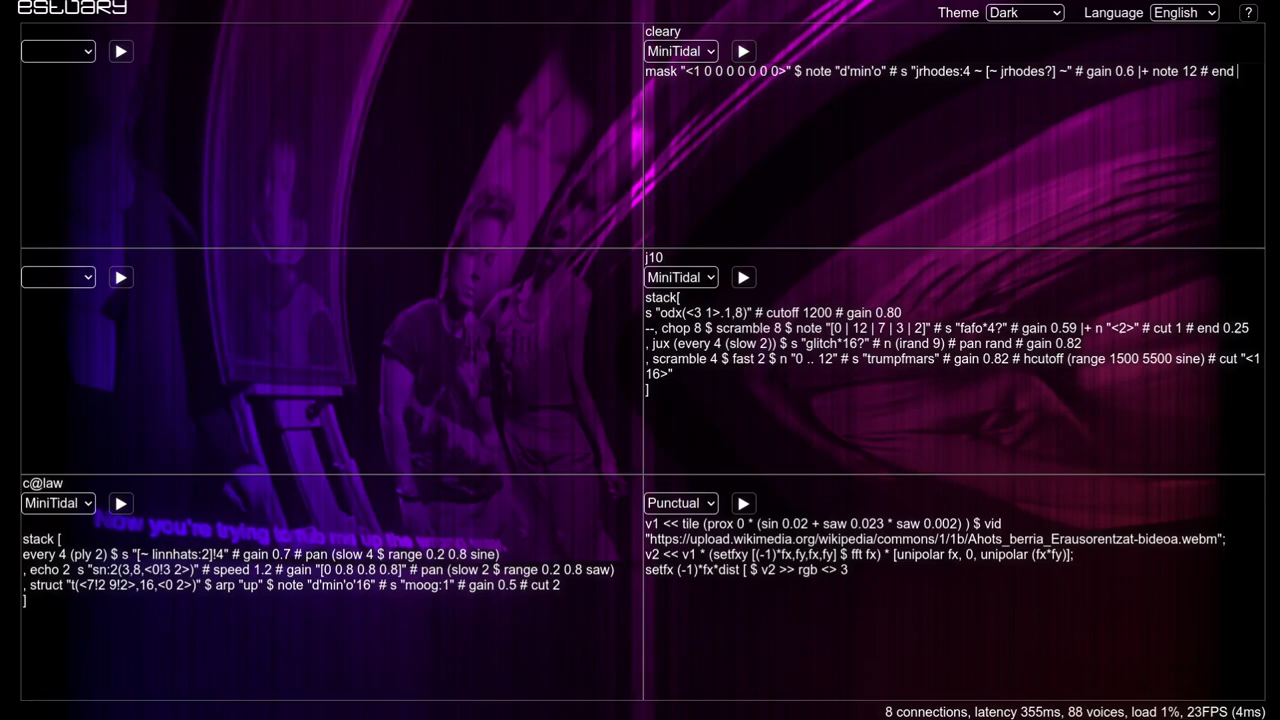 estuary
Theme Dark Language English ?
cleary
MiniTidal
mask "<1 0 0 0 0 0 0 0>" $ note "d'min'o" # s "jrhodes:4 ~ [~ jrhodes?] ~" # gain 0.6 |+ note 12 # end
j10
MiniTidal
stack[
s "odx(<3 1>.1,8)" # cutoff 1200 # gain 0.80
--, chop 8 $ scramble 8 $ note "[0 | 12 | 7 | 3 | 2]" # s "fafo*4?" # gain 0.59 |+ n "<2>" # cut 1 # end 0.25
, jux (every 4 (slow 2)) $ s "glitch*16?" # n (irand 9) # pan rand # gain 0.82
, scramble 4 $ fast 2 $ n "0 .. 12" # s "trumpfmars" # gain 0.82 # hcutoff (range 1500 5500 sine) # cut "<1
16>"
]
c@law
MiniTidal
stack [
every 4 (ply 2) $ s "[~ linnhats:2]!4" # gain 0.7 # pan (slow 4 $ range 0.2 0.8 sine)
, echo 2  s "sn:2(3,8,<0!3 2>)" # speed 1.2 # gain "[0 0.8 0.8 0.8]" # pan (slow 2 $ range 0.2 0.8 saw)
, struct "t(<7!2 9!2>,16,<0 2>)" $ arp "up" $ note "d'min'o'16" # s "moog:1" # gain 0.5 # cut 2
]
Now you're trying to rub me up the wrong
Punctual
v1 << tile (prox 0 * (sin 0.02 + saw 0.023 * saw 0.002) ) $ vid
"https://upload.wikimedia.org/wikipedia/commons/1/1b/Ahots_berria_Erausorentzat-bideoa.webm";
v2 << v1 * (setfxy [(-1)*fx,fy,fx,fy] $ fft fx) * [unipolar fx, 0, unipolar (fx*fy)];
setfx (-1)*fx*dist [ $ v2 >> rgb <> 3
8 connections, latency 355ms, 88 voices, load 1%, 23FPS (4ms)